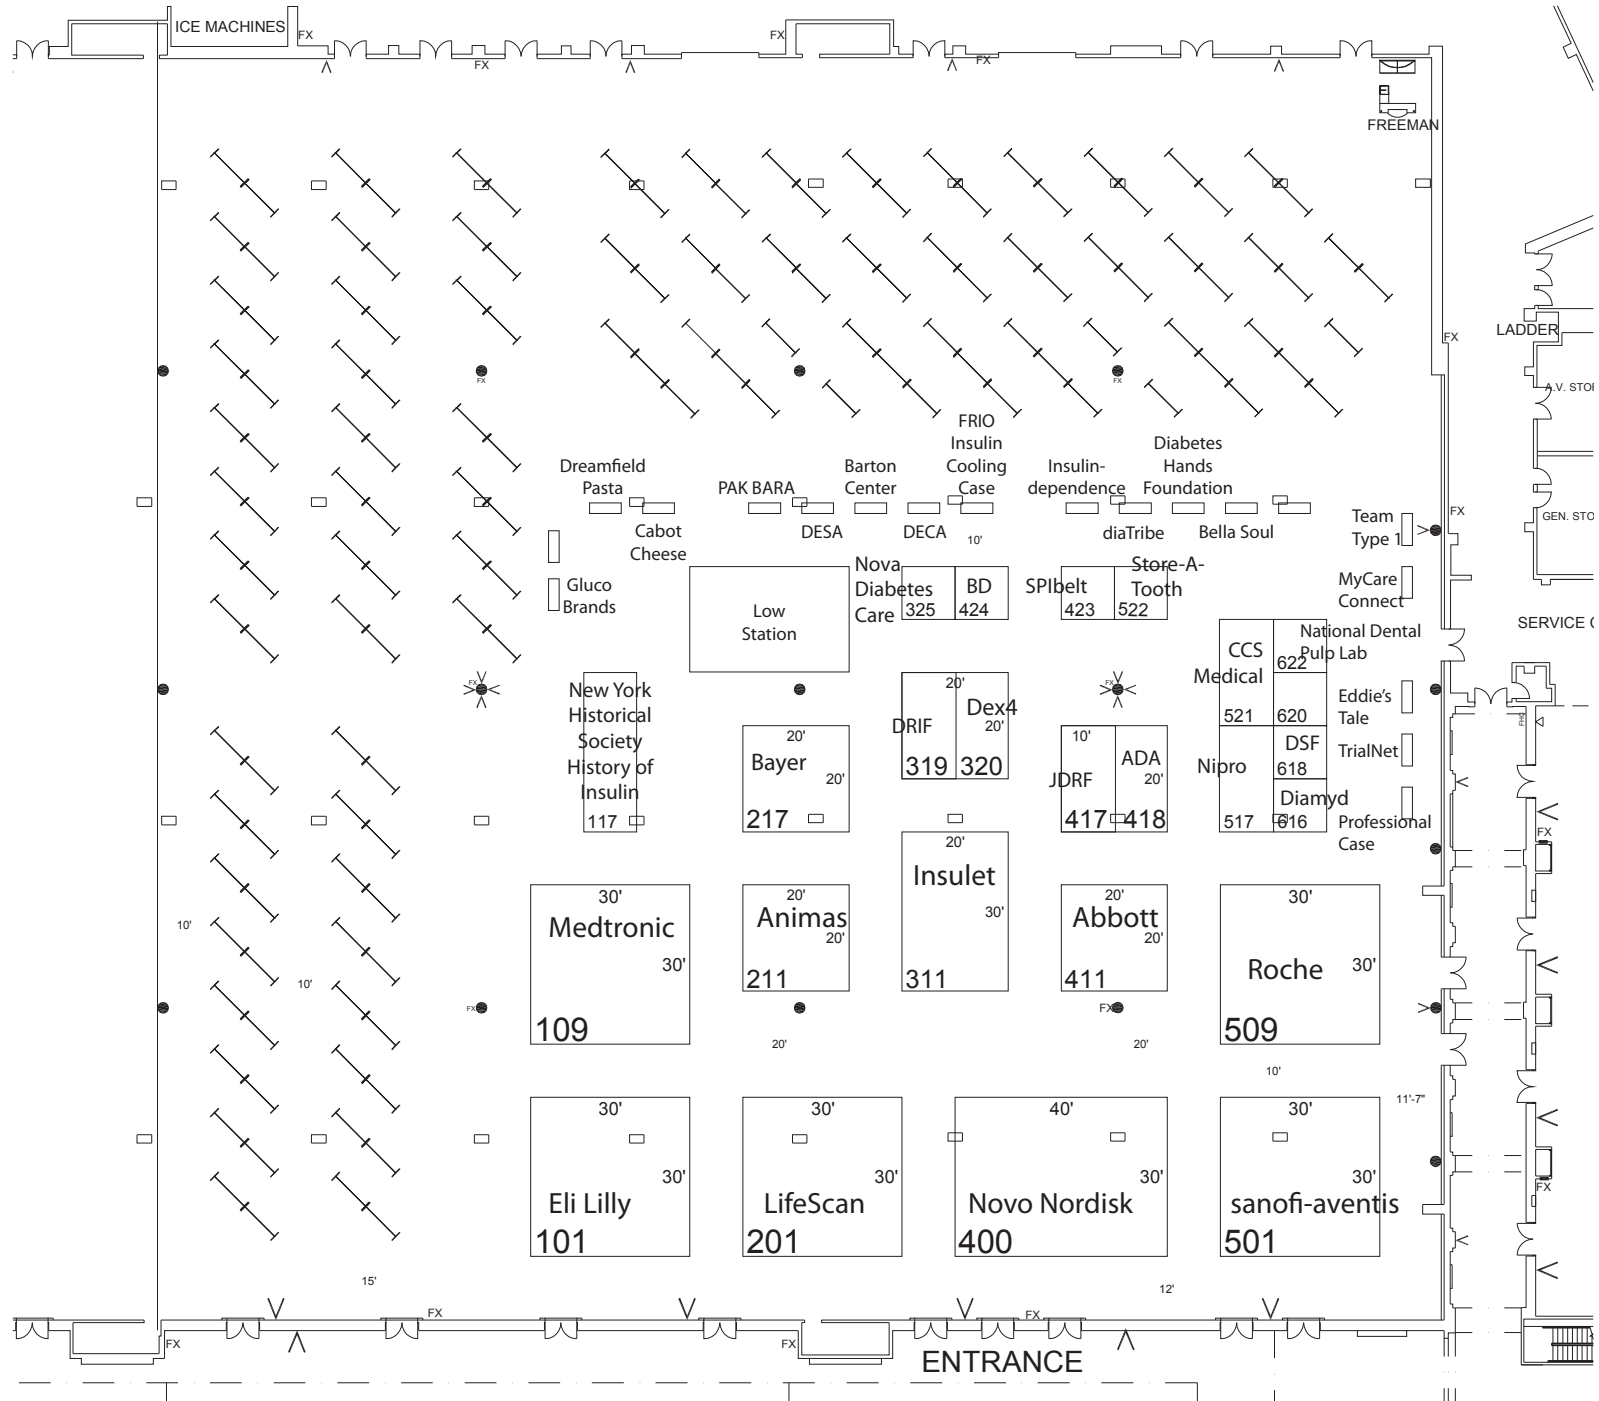 ICE MACHINES
FX
FX
FX
FX
FREEMAN
FX
LADDER
FX
FX
A.V. STO
FRIO
Insulin
Cooling
Case
Diabetes
Hands
Foundation
Dreamfield
Pasta
PAK BARA
Barton
Center
Insulin-
dependence
Cabot
Cheese
DESA
DECA
10'
diaTribe
Bella Soul
Team
Type 1
FX
GEN. STO
Gluco
Brands
Low
Station
Nova
Diabetes
Care
325
BD
424
SPIbelt
423
Store-A-
Tooth
522
MyCare
Connect
SERVICE
CCS
Medical
521
National Dental
Pulp Lab
622
620
FX
FX
FHC
New York
Historical
Society
History of
Insulin
117
20'
Bayer
20'
217
20'
DRIF
319
Dex4
20'
320
10'
JDRF
417
ADA
20'
418
Nipro
517
DSF
618
Diamyd
616
Eddie's
Tale
TrialNet
Professional
Case
FX
30'
Medtronic
30'
109
20'
Animas
20'
211
20'
Insulet
30'
311
20'
Abbott
20'
411
30'
Roche
30'
509
10'
10'
FX
FX
20'
20'
10'
11'-7"
30'
Eli Lilly
30'
101
30'
LifeScan
30'
201
40'
Novo Nordisk
30'
400
30'
sanofi-aventis
30'
501
FX
15'
12'
FX
FX
FX
FX
ENTRANCE